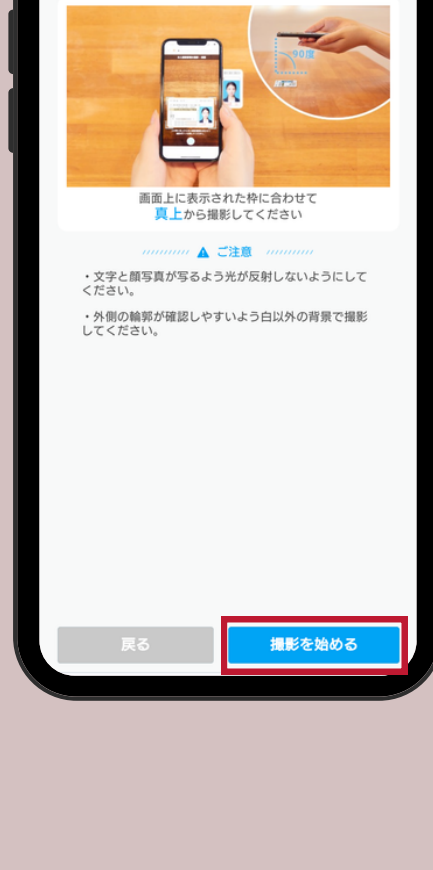 90度
画面上に表示された枠に合わせて
真上から撮影してください
ご注意
・文字と顔写真が写るよう光が反射しないようにして
ください。
・外側の輪郭が確認しやすいよう白以外の背景で撮影
してください。
戻る
撮影を始める